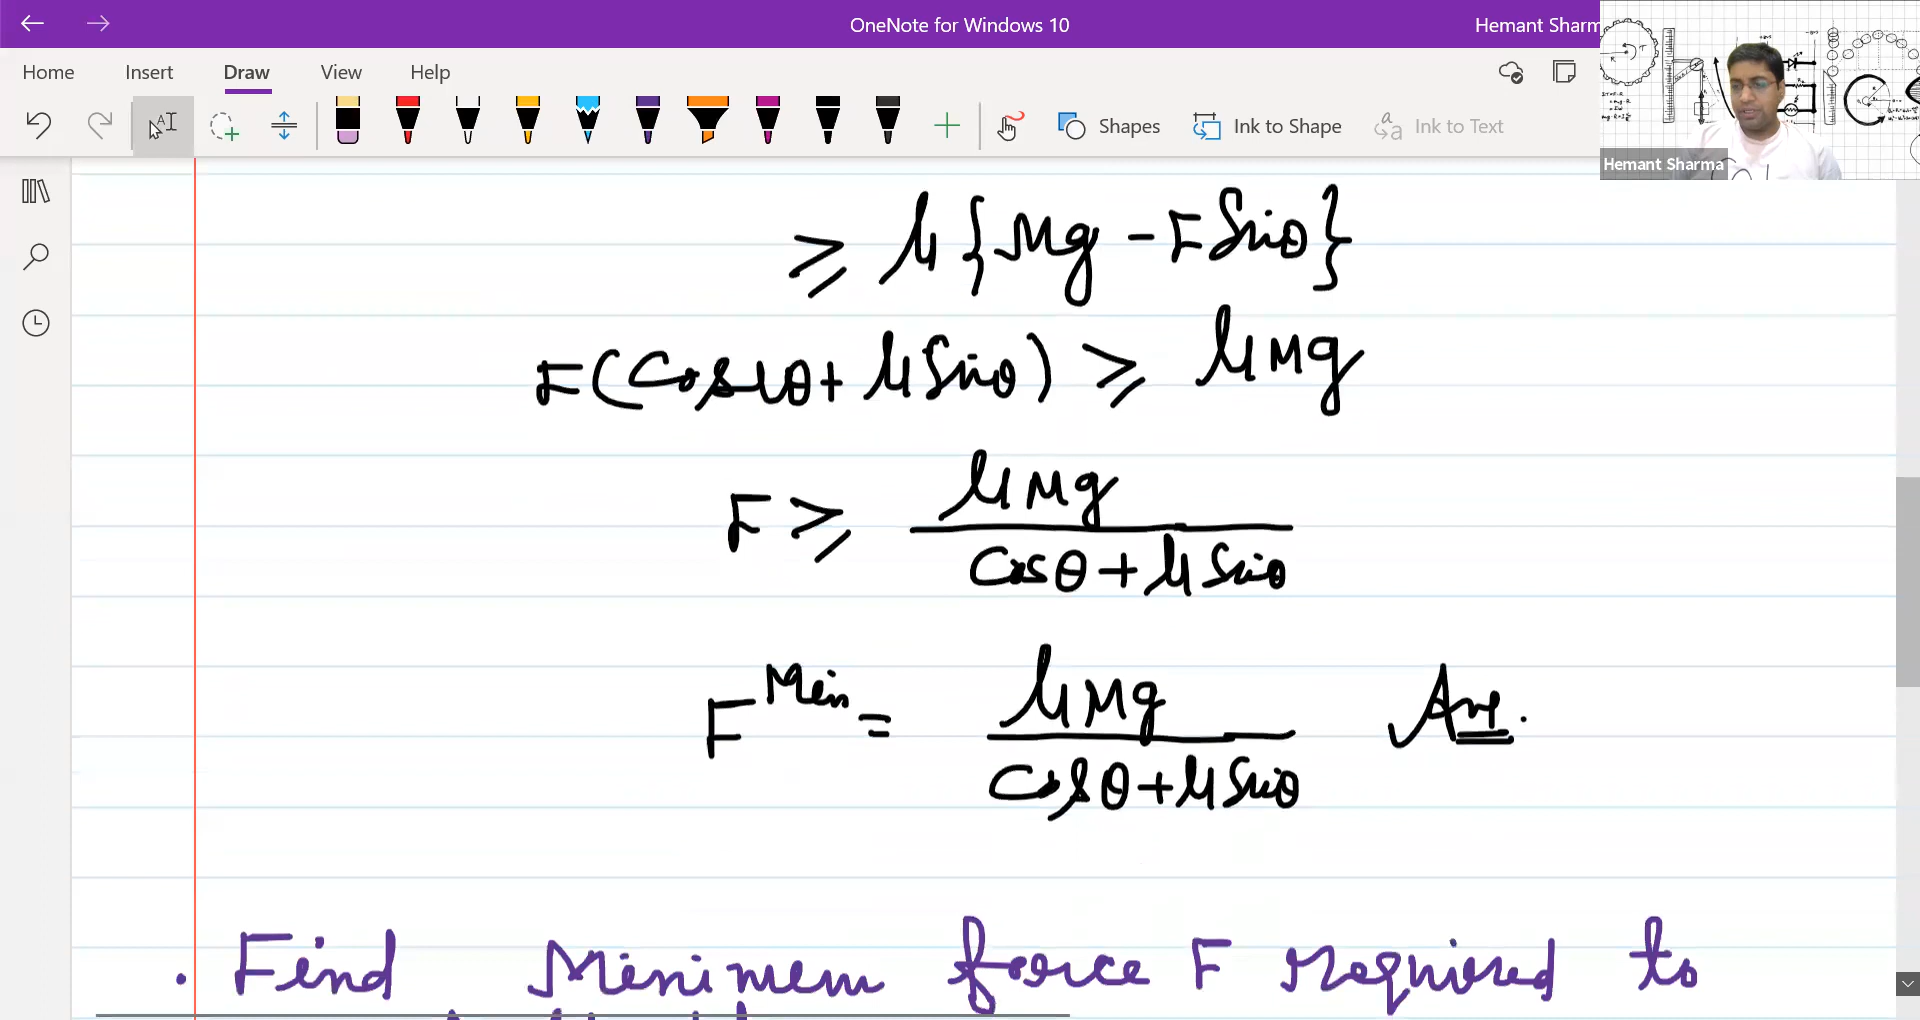 OneNote for Windows 10
Hemant Sharm
Home Insert Draw View Help
Shapes Ink to Shape Ink to Text
Hemant Sharma
≥ μ{Mg - F Sinθ}
F(Cosθ + μ Sinθ) ≥ μMg
F ≥ μMg / Cosθ + μ Sinθ
F^Min = μMg / Cosθ + μ Sinθ Ans.
. Find Minimum force F required to